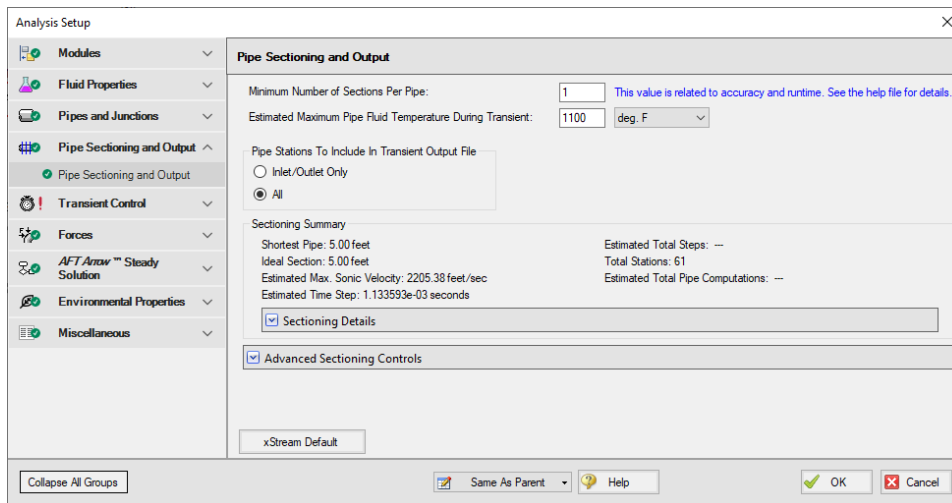 Analysis Setup
Modules
Fluid Properties
Pipes and Junctions
Pipe Sectioning and Output
Pipe Sectioning and Output
Transient Control
Forces
AFT Arrow ™ Steady
Solution
Environmental Properties
Miscellaneous
Pipe Sectioning and Output
Minimum Number of Sections Per Pipe: 1 This value is related to accuracy and runtime. See the help file for details.
Estimated Maximum Pipe Fluid Temperature During Transient: 1100 deg. F
Pipe Stations To Include In Transient Output File
Inlet/Outlet Only
All
Sectioning Summary
Shortest Pipe: 5.00 feet
Ideal Section: 5.00 feet
Estimated Max. Sonic Velocity: 2205.38 feet/sec
Estimated Time Step: 1.133593e-03 seconds
Estimated Total Steps: ---
Total Stations: 61
Estimated Total Pipe Computations: ---
Sectioning Details
Advanced Sectioning Controls
xStream Default
Collapse All Groups
Same As Parent
Help
OK
Cancel